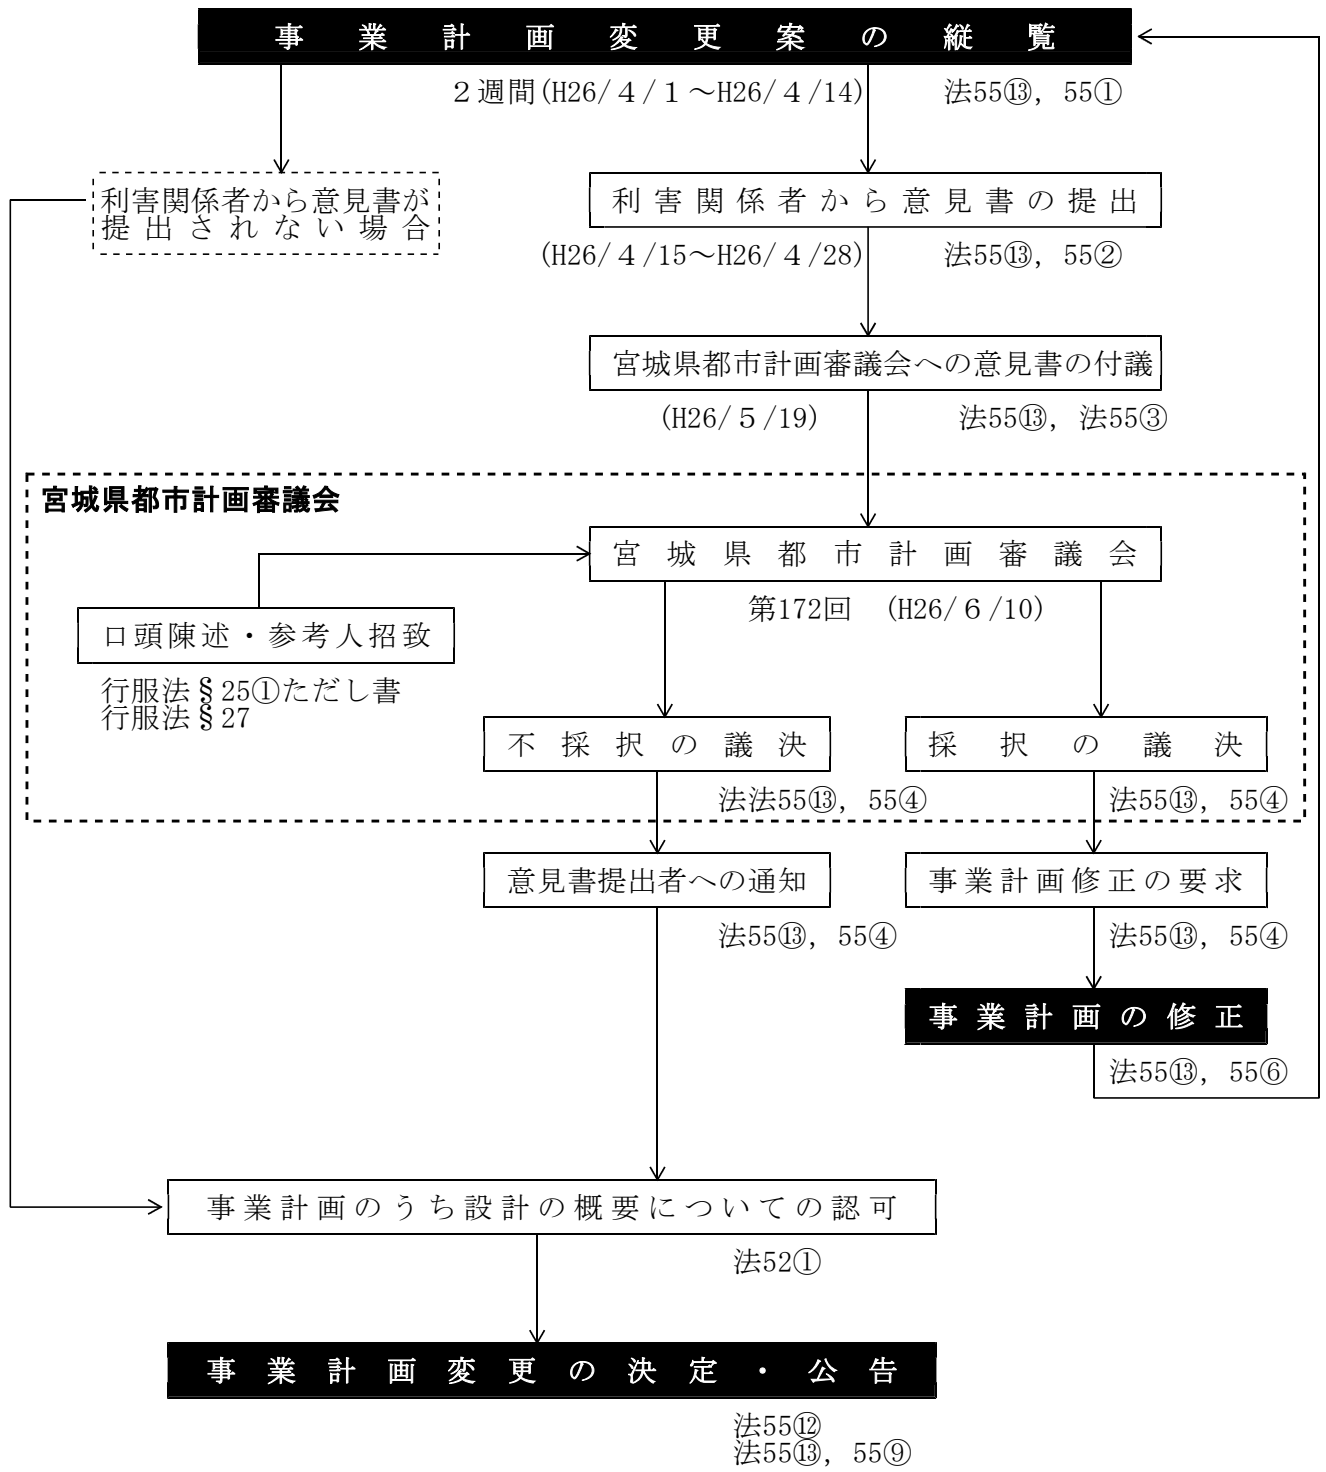 事業計画変更案の縦覧
２週間(H26/４/１～H26/４/14) 法55⑬, 55①
利害関係者から意見書が
提出されない場合
利害関係者から意見書の提出
(H26/４/15～H26/４/28) 法55⑬, 55②
宮城県都市計画審議会への意見書の付議
(H26/５/19) 法55⑬, 法55③
宮城県都市計画審議会
宮城県都市計画審議会
第172回 (H26/６/10)
口頭陳述・参考人招致
行服法§25①ただし書
行服法§27
不採択の議決
採択の議決
法法55⑬, 55④
法55⑬, 55④
意見書提出者への通知
事業計画修正の要求
法55⑬, 55④
法55⑬, 55④
事業計画の修正
法55⑬, 55⑥
事業計画のうち設計の概要についての認可
法52①
事業計画変更の決定・公告
法55⑫
法55⑬, 55⑨